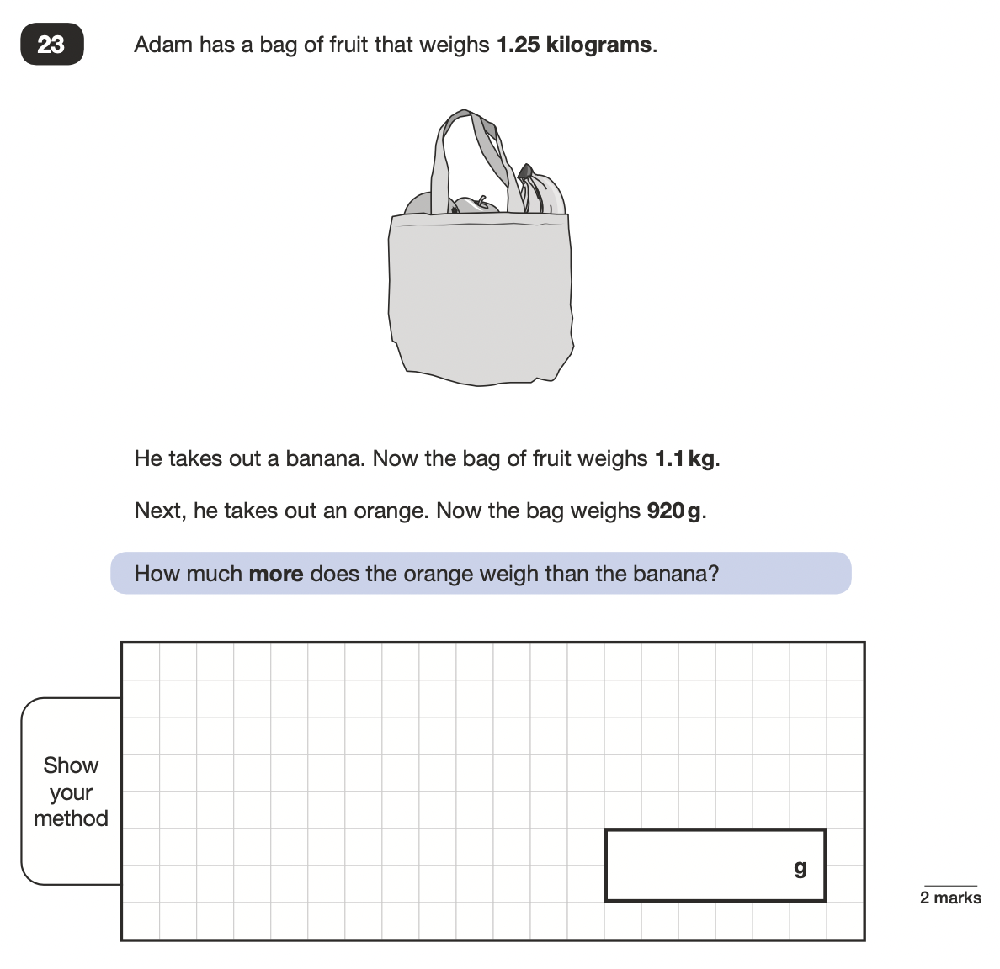 23
Adam has a bag of fruit that weighs 1.25 kilograms.
He takes out a banana. Now the bag of fruit weighs 1.1 kg.
Next, he takes out an orange. Now the bag weighs 920 g.
How much more does the orange weigh than the banana?
Show
your
method
g
2 marks